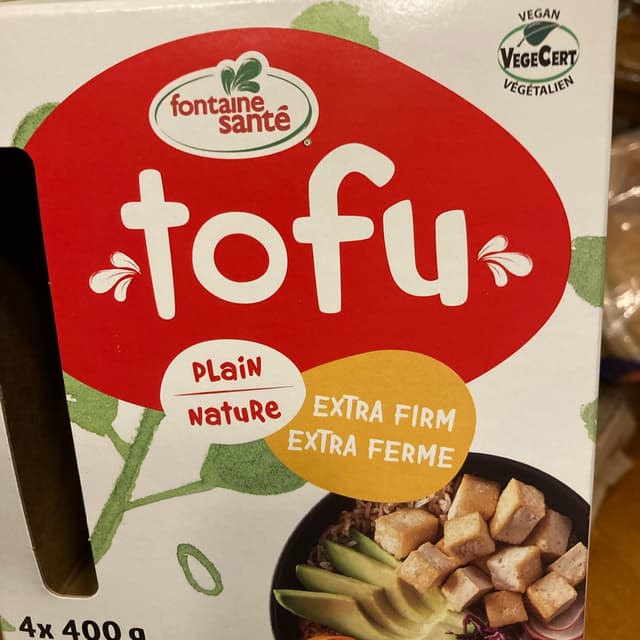 VEGAN
VEGECERT
VÉGÉTALIEN
fontaine
santé
®
tofu
PLAIN
NATURE
EXTRA FIRM
EXTRA FERME
4x 400 g